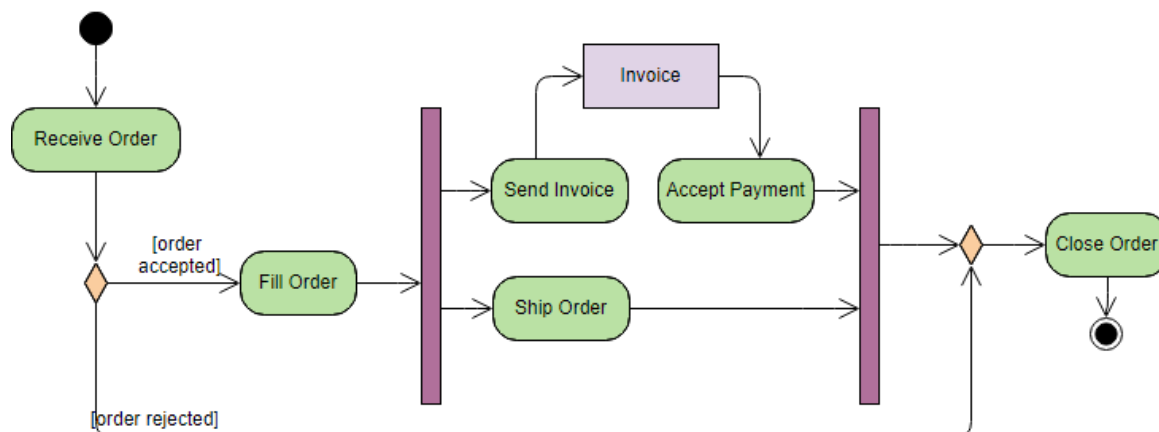 Invoice
Receive Order
Send Invoice
Accept Payment
[order
accepted]
Close Order
Fill Order
Ship Order
[order rejected]